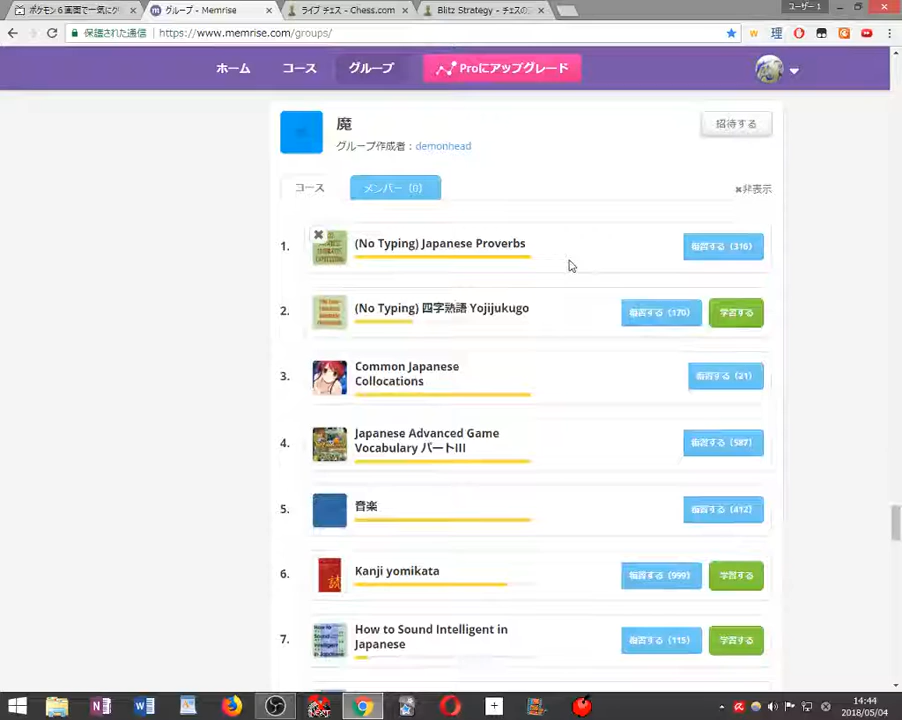 ポケモン６画面で一気にク
グループ - Memrise
ライブ チェス - Chess.com
Blitz Strategy - チェスのブ
ユーザー 1
保護された通信 https://www.memrise.com/groups/
ホーム コース グループ Proにアップグレード
魔
招待する
グループ作成者：demonhead
コース
メンバー (0)
×非表示
1. (No Typing) Japanese Proverbs 復習する (316)
2. (No Typing) 四字熟語 Yojijukugo 復習する (170) 学習する
3. Common Japanese
Collocations
復習する (21)
4. Japanese Advanced Game
Vocabulary パートIII
復習する (587)
5. 音楽 復習する (412)
6. Kanji yomikata 復習する (999) 学習する
7. How to Sound Intelligent in
Japanese
復習する (115) 学習する
14:44
2018/05/04